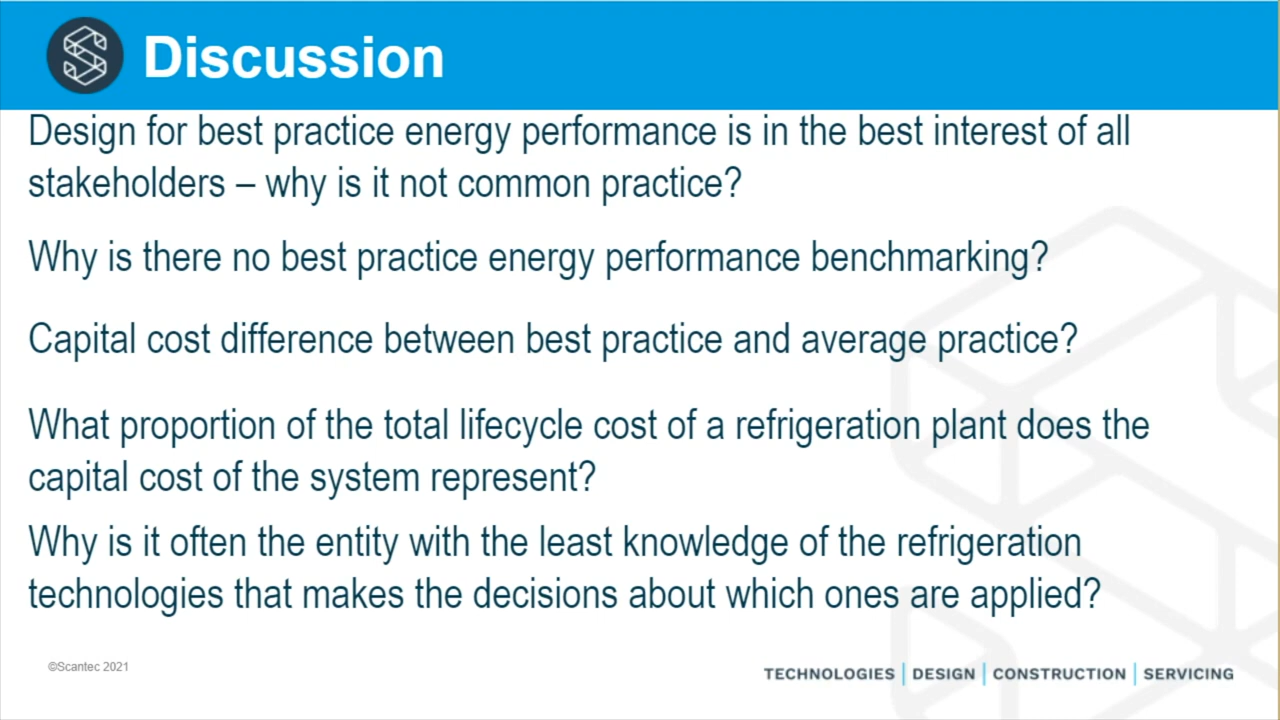 Discussion
Design for best practice energy performance is in the best interest of all
stakeholders – why is it not common practice?
Why is there no best practice energy performance benchmarking?
Capital cost difference between best practice and average practice?
What proportion of the total lifecycle cost of a refrigeration plant does the
capital cost of the system represent?
Why is it often the entity with the least knowledge of the refrigeration
technologies that makes the decisions about which ones are applied?
©Scantec 2021
TECHNOLOGIES | DESIGN | CONSTRUCTION | SERVICING